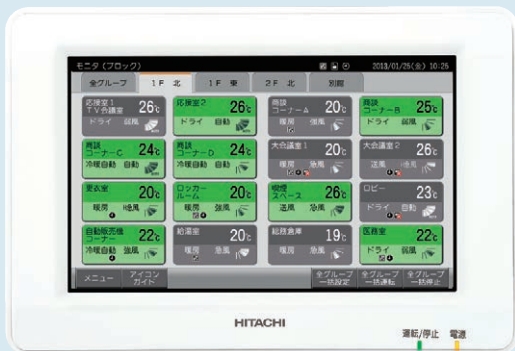 モニタ（ブロック）
2013/01/25(金) 10:25
全グループ
1F 北
1F 東
2F 北
別館
応接室1
TV会議室
26℃
ドライ 弱風
応接室2
26℃
ドライ 自動
商談
コーナーA
20℃
暖房 強風
商談
コーナーB
25℃
ドライ 弱風
商談
コーナーC
24℃
冷暖自動 自動
商談
コーナーD
24℃
冷暖自動 強風
大会議室1
20℃
暖房 急風
大会議室2
26℃
送風 急風
更衣室
20℃
暖房 急風
ロッカー
ルーム
20℃
暖房 強風
喫煙
スペース
26℃
送風 急風
ロビー
23℃
ドライ 自動
自動販売機
コーナー
22℃
冷暖自動 強風
給湯室
20℃
暖房 強風
総務倉庫
19℃
暖房 急風
医務室
22℃
ドライ 弱風
メニュー
アイコン
ガイド
全グループ
一括設定
全グループ
一括運転
全グループ
一括停止
HITACHI
運転/停止 電源